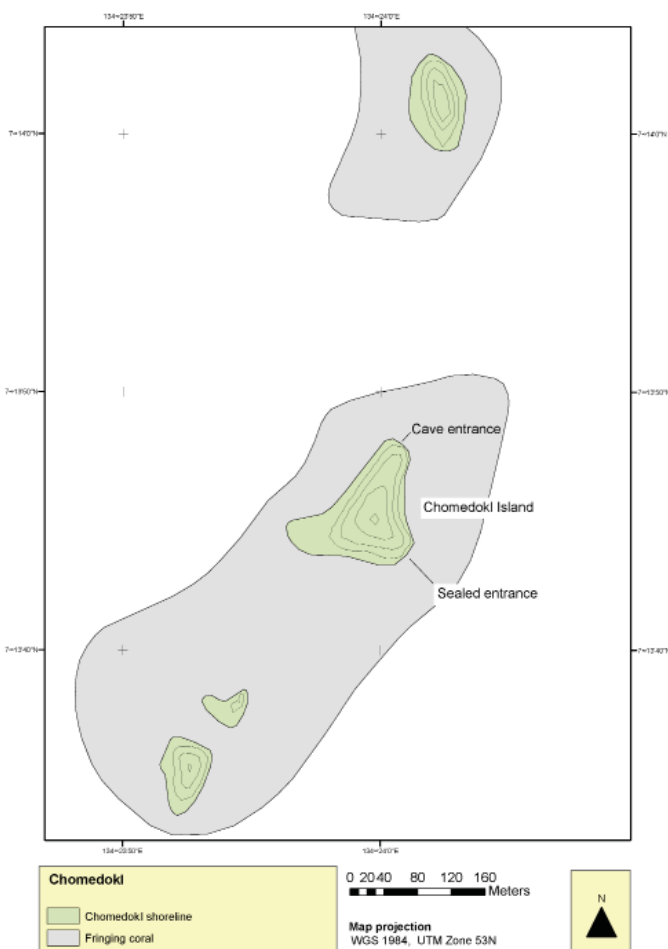 134°23'50"E 134°24'0"E
7°14'0"N 7°14'0"N
7°13'50"N 7°13'50"N
Cave entrance
Chomedokl Island
Sealed entrance
7°13'40"N 7°13'40"N
134°23'50"E 134°24'0"E
Chomedokl
Chomedokl shoreline
Fringing coral
0 20 40 80 120 160
Meters
Map projection
WGS 1984, UTM Zone 53N
N